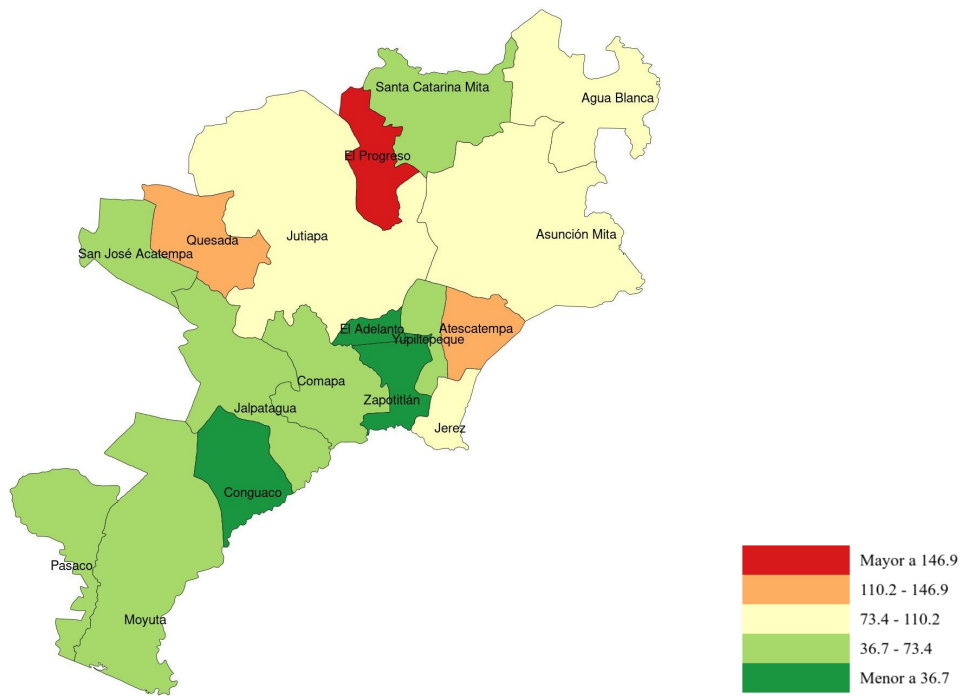 Santa Catarina Mita
Agua Blanca
El Progreso
Asunción Mita
Quesada
Jutiapa
San José Acatempa
El Adelanto
Atescatempa
Yupiltepeque
Comapa
Zapotitlán
Jalpatagua
Jerez
Conguaco
Pasaco
Moyuta
Mayor a 146.9
110.2 - 146.9
73.4 - 110.2
36.7 - 73.4
Menor a 36.7